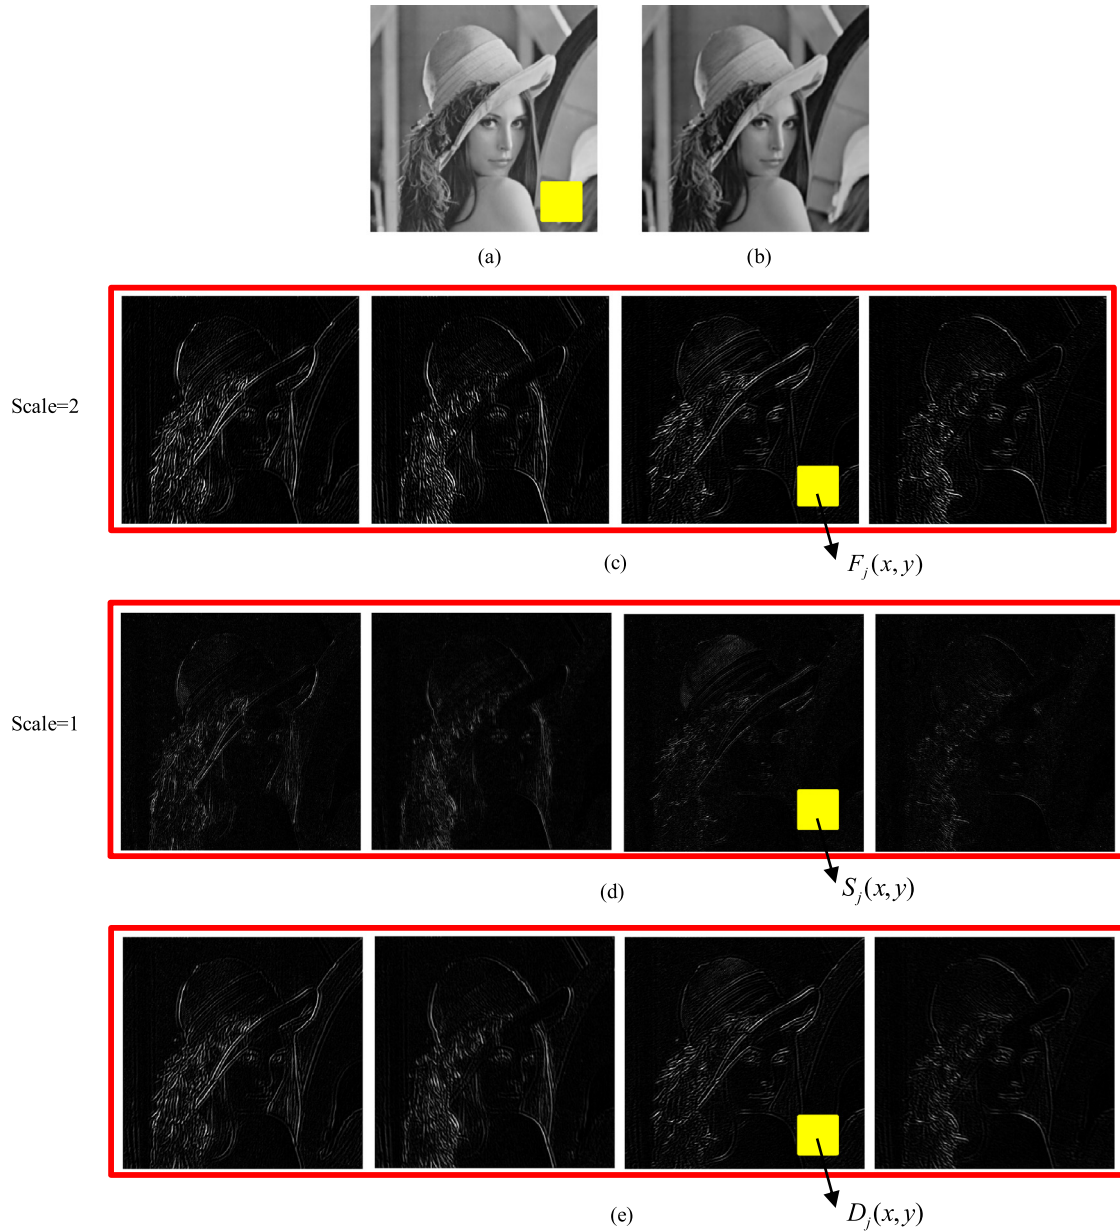 (a) (b)
Scale=2
(c) F_j(x, y)
Scale=1
(d) S_j(x, y)
(e) D_j(x, y)